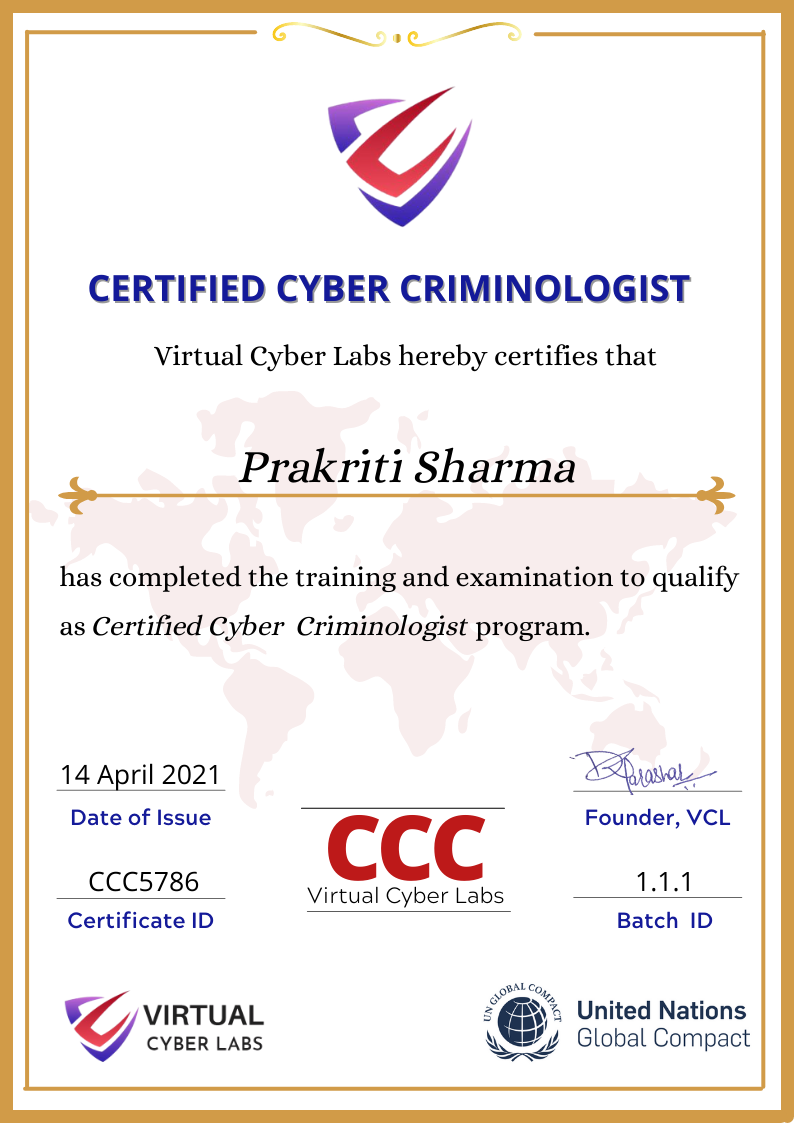 CERTIFIED CYBER CRIMINOLOGIST
Virtual Cyber Labs hereby certifies that
Prakriti Sharma
has completed the training and examination to qualify
as Certified Cyber Criminologist program.
14 April 2021
Date of Issue
Parashar
Founder, VCL
CCC
Virtual Cyber Labs
CCC5786
Certificate ID
1.1.1
Batch ID
VIRTUAL
CYBER LABS
UN GLOBAL COMPACT
United Nations
Global Compact